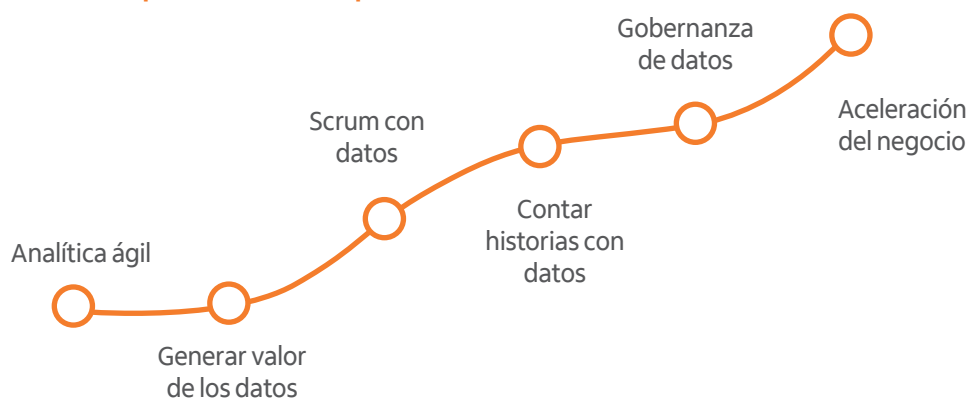 Analítica ágil
Generar valor
de los datos
Scrum con
datos
Contar
historias con
datos
Gobernanza
de datos
Aceleración
del negocio